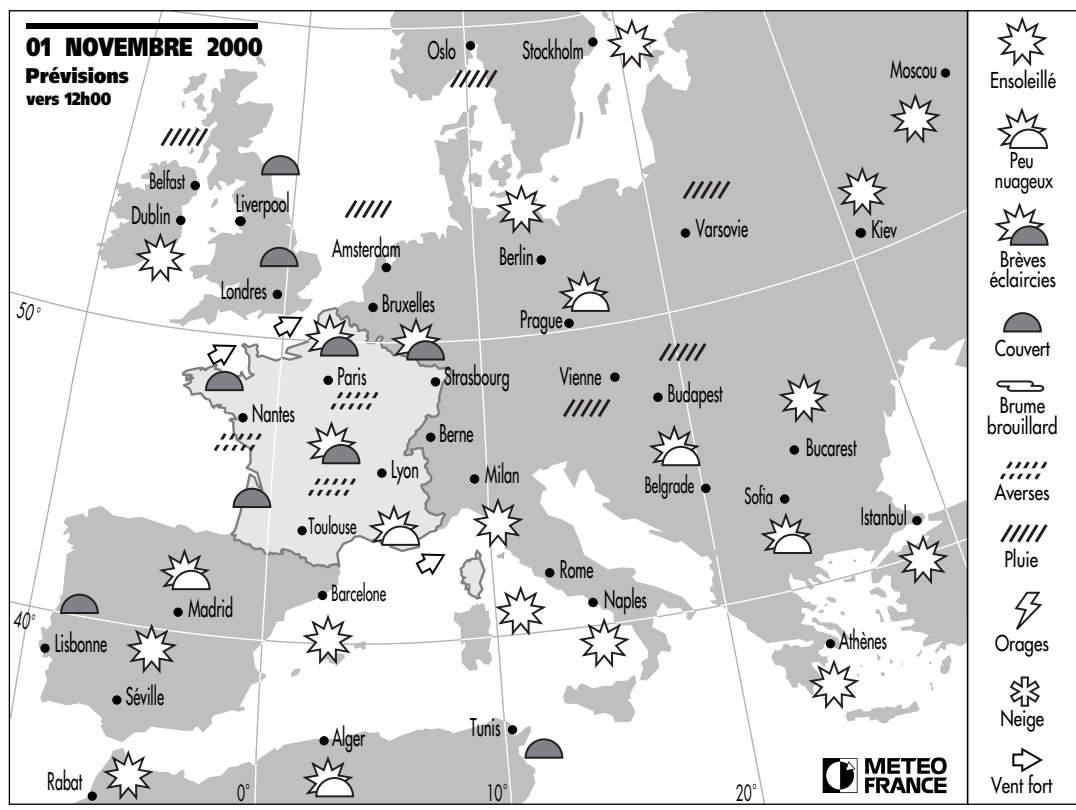 01 NOVEMBRE 2000
Prévisions
vers 12h00
Oslo
Stockholm
Moscou
Belfast
Dublin
Liverpool
Amsterdam
Berlin
Varsovie
Kiev
Londres
Bruxelles
Prague
50°
Paris
Strasbourg
Vienne
Budapest
Nantes
Berne
Lyon
Milan
Bucarest
Belgrade
Sofia
Istanbul
Toulouse
Rome
Barcelone
Madrid
Naples
40°
Lisbonne
Athènes
Séville
Alger
Tunis
Rabat
0°
10°
20°
METEO
FRANCE
Ensoleillé
Peu
nuageux
Brèves
éclaircies
Couvert
Brume
brouillard
Averses
Pluie
Orages
Neige
Vent fort